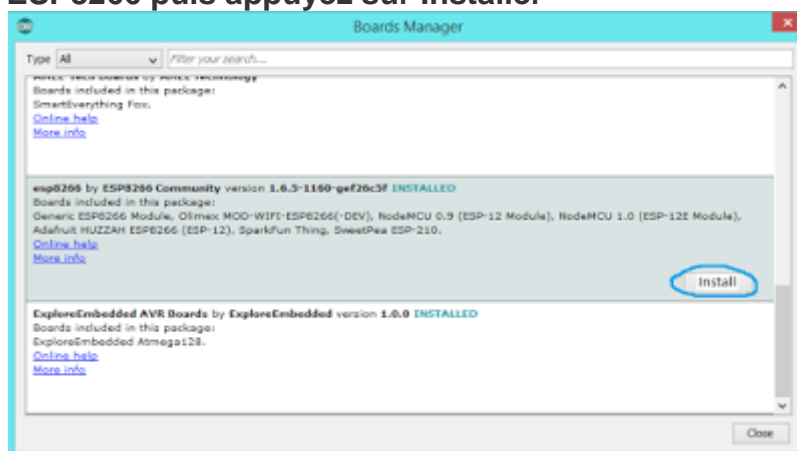 ESP8266 puis appuyez sur Installer
Boards Manager
Type All Filter your search...
Boards included in this package:
SmartEverything Fox.
Online help
More info
esp8266 by ESP8266 Community version 1.6.5-1160-gef26c5f INSTALLED
Boards included in this package:
Generic ESP8266 Module, Olimex MOD-WIFI-ESP8266(-DEV), NodeMCU 0.9 (ESP-12 Module), NodeMCU 1.0 (ESP-12E Module),
Adafruit HUZZAH ESP8266 (ESP-12), SparkFun Thing, SweetPea ESP-210.
Online help
More info
Install
ExploreEmbedded AVR Boards by ExploreEmbedded version 1.0.0 INSTALLED
Boards included in this package:
ExploreEmbedded Atmega128.
Online help
More info
Close